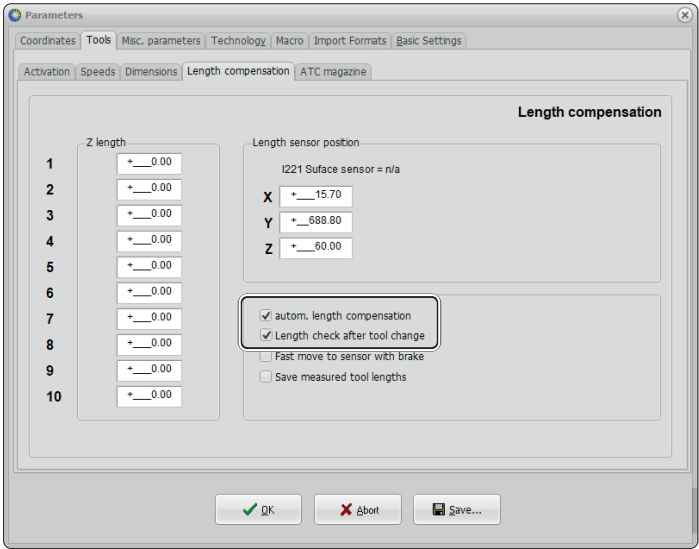 Parameters
Coordinates Tools Misc. parameters Technology Macro Import Formats Basic Settings
Activation Speeds Dimensions Length compensation ATC magazine
Length compensation
Z length
1 +___0.00
2 +___0.00
3 +___0.00
4 +___0.00
5 +___0.00
6 +___0.00
7 +___0.00
8 +___0.00
9 +___0.00
10 +___0.00
Length sensor position
I221 Suface sensor = n/a
X +___15.70
Y +__688.80
Z +___60.00
autom. length compensation
Length check after tool change
Fast move to sensor with brake
Save measured tool lengths
OK Abort Save...